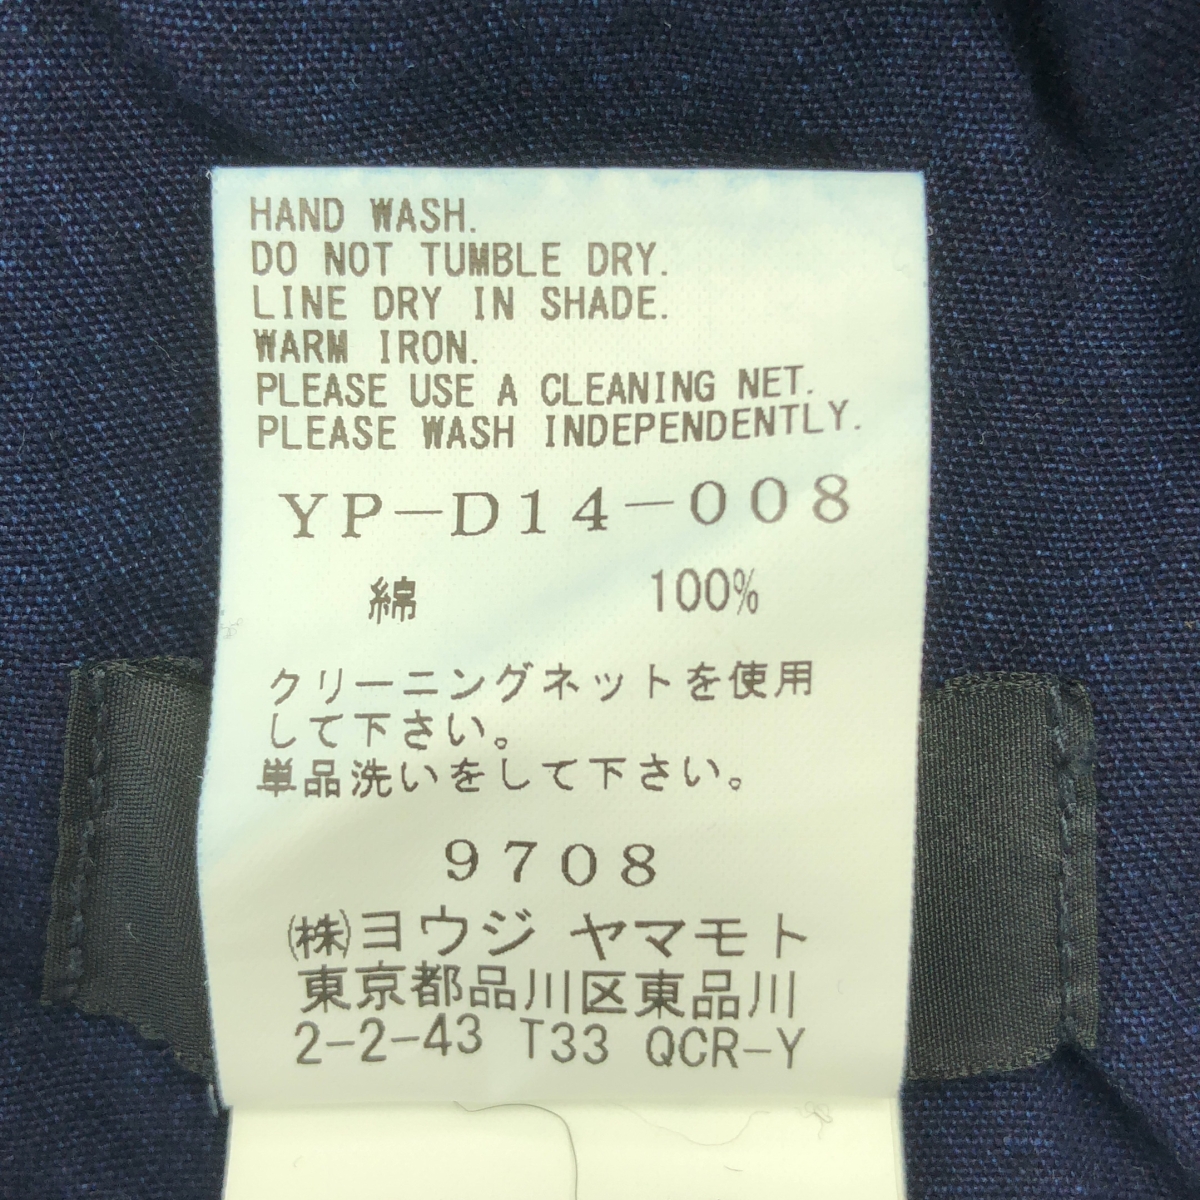 HAND WASH.
DO NOT TUMBLE DRY.
LINE DRY IN SHADE.
WARM IRON.
PLEASE USE A CLEANING NET.
PLEASE WASH INDEPENDENTLY.
YP-D14-008
綿 100%
クリーニングネットを使用
して下さい。
単品洗いをして下さい。
9708
㈱ヨウジ ヤマモト
東京都品川区東品川
2-2-43 T33 QCR-Y